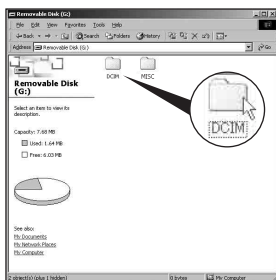 Removable Disk (G:)
File Edit View Favorites Tools Help
Back Search Folders History
Address Removable Disk (G:) Go
DCIM MISC
Removable Disk
(G:)
Select an item to view its
description.
Capacity: 7.68 MB
Used: 1.64 MB
Free: 6.03 MB
DCIM
See also:
My Documents
My Network Places
My Computer
2 object(s) (plus 1 hidden) 0 bytes My Computer